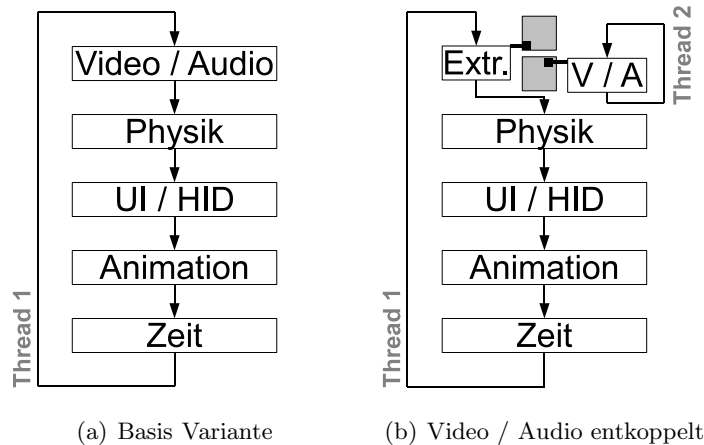 Video / Audio
Physik
UI / HID
Animation
Zeit
Thread 1
(a) Basis Variante
Extr.
V / A
Thread 2
Physik
UI / HID
Animation
Zeit
Thread 1
(b) Video / Audio entkoppelt